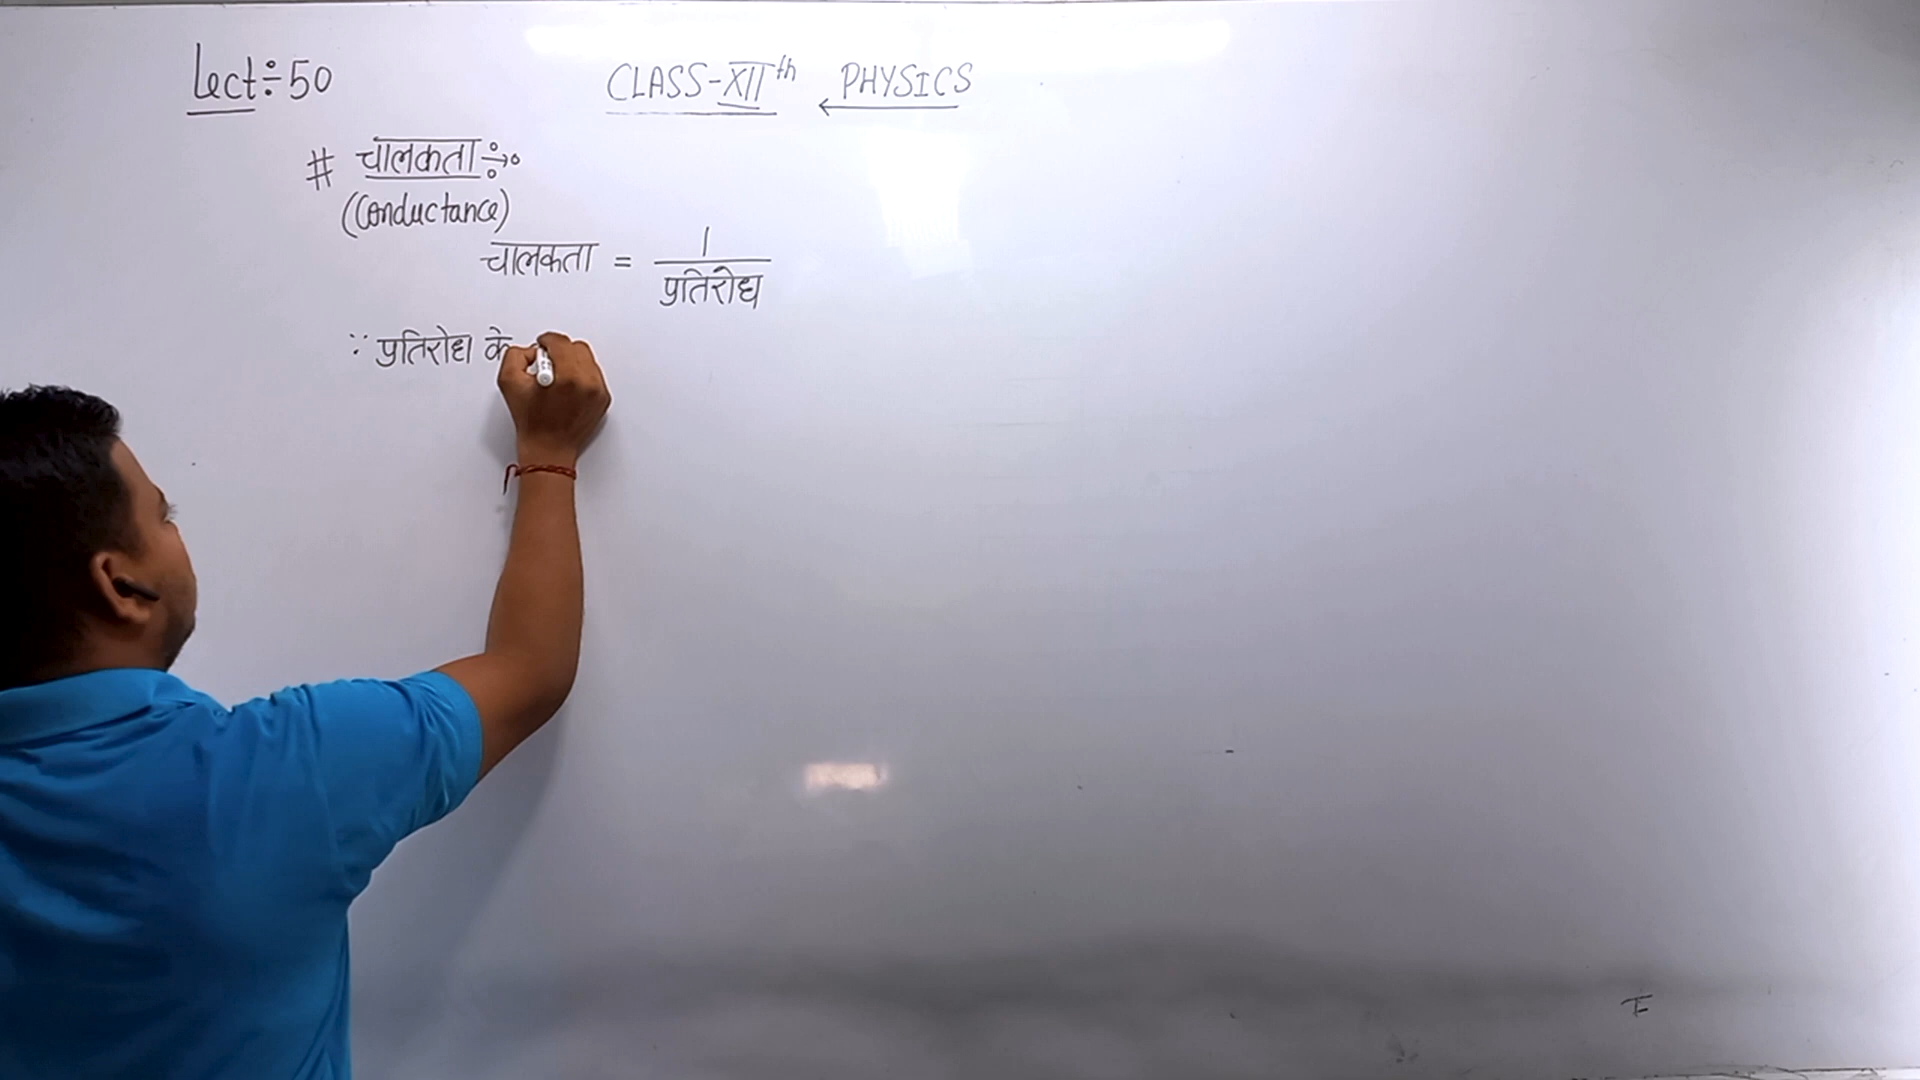 Lect÷50
CLASS-XIIth PHYSICS
# चालकता÷
(Conductance)
चालकता = 1/प्रतिरोध
∵ प्रतिरोध के